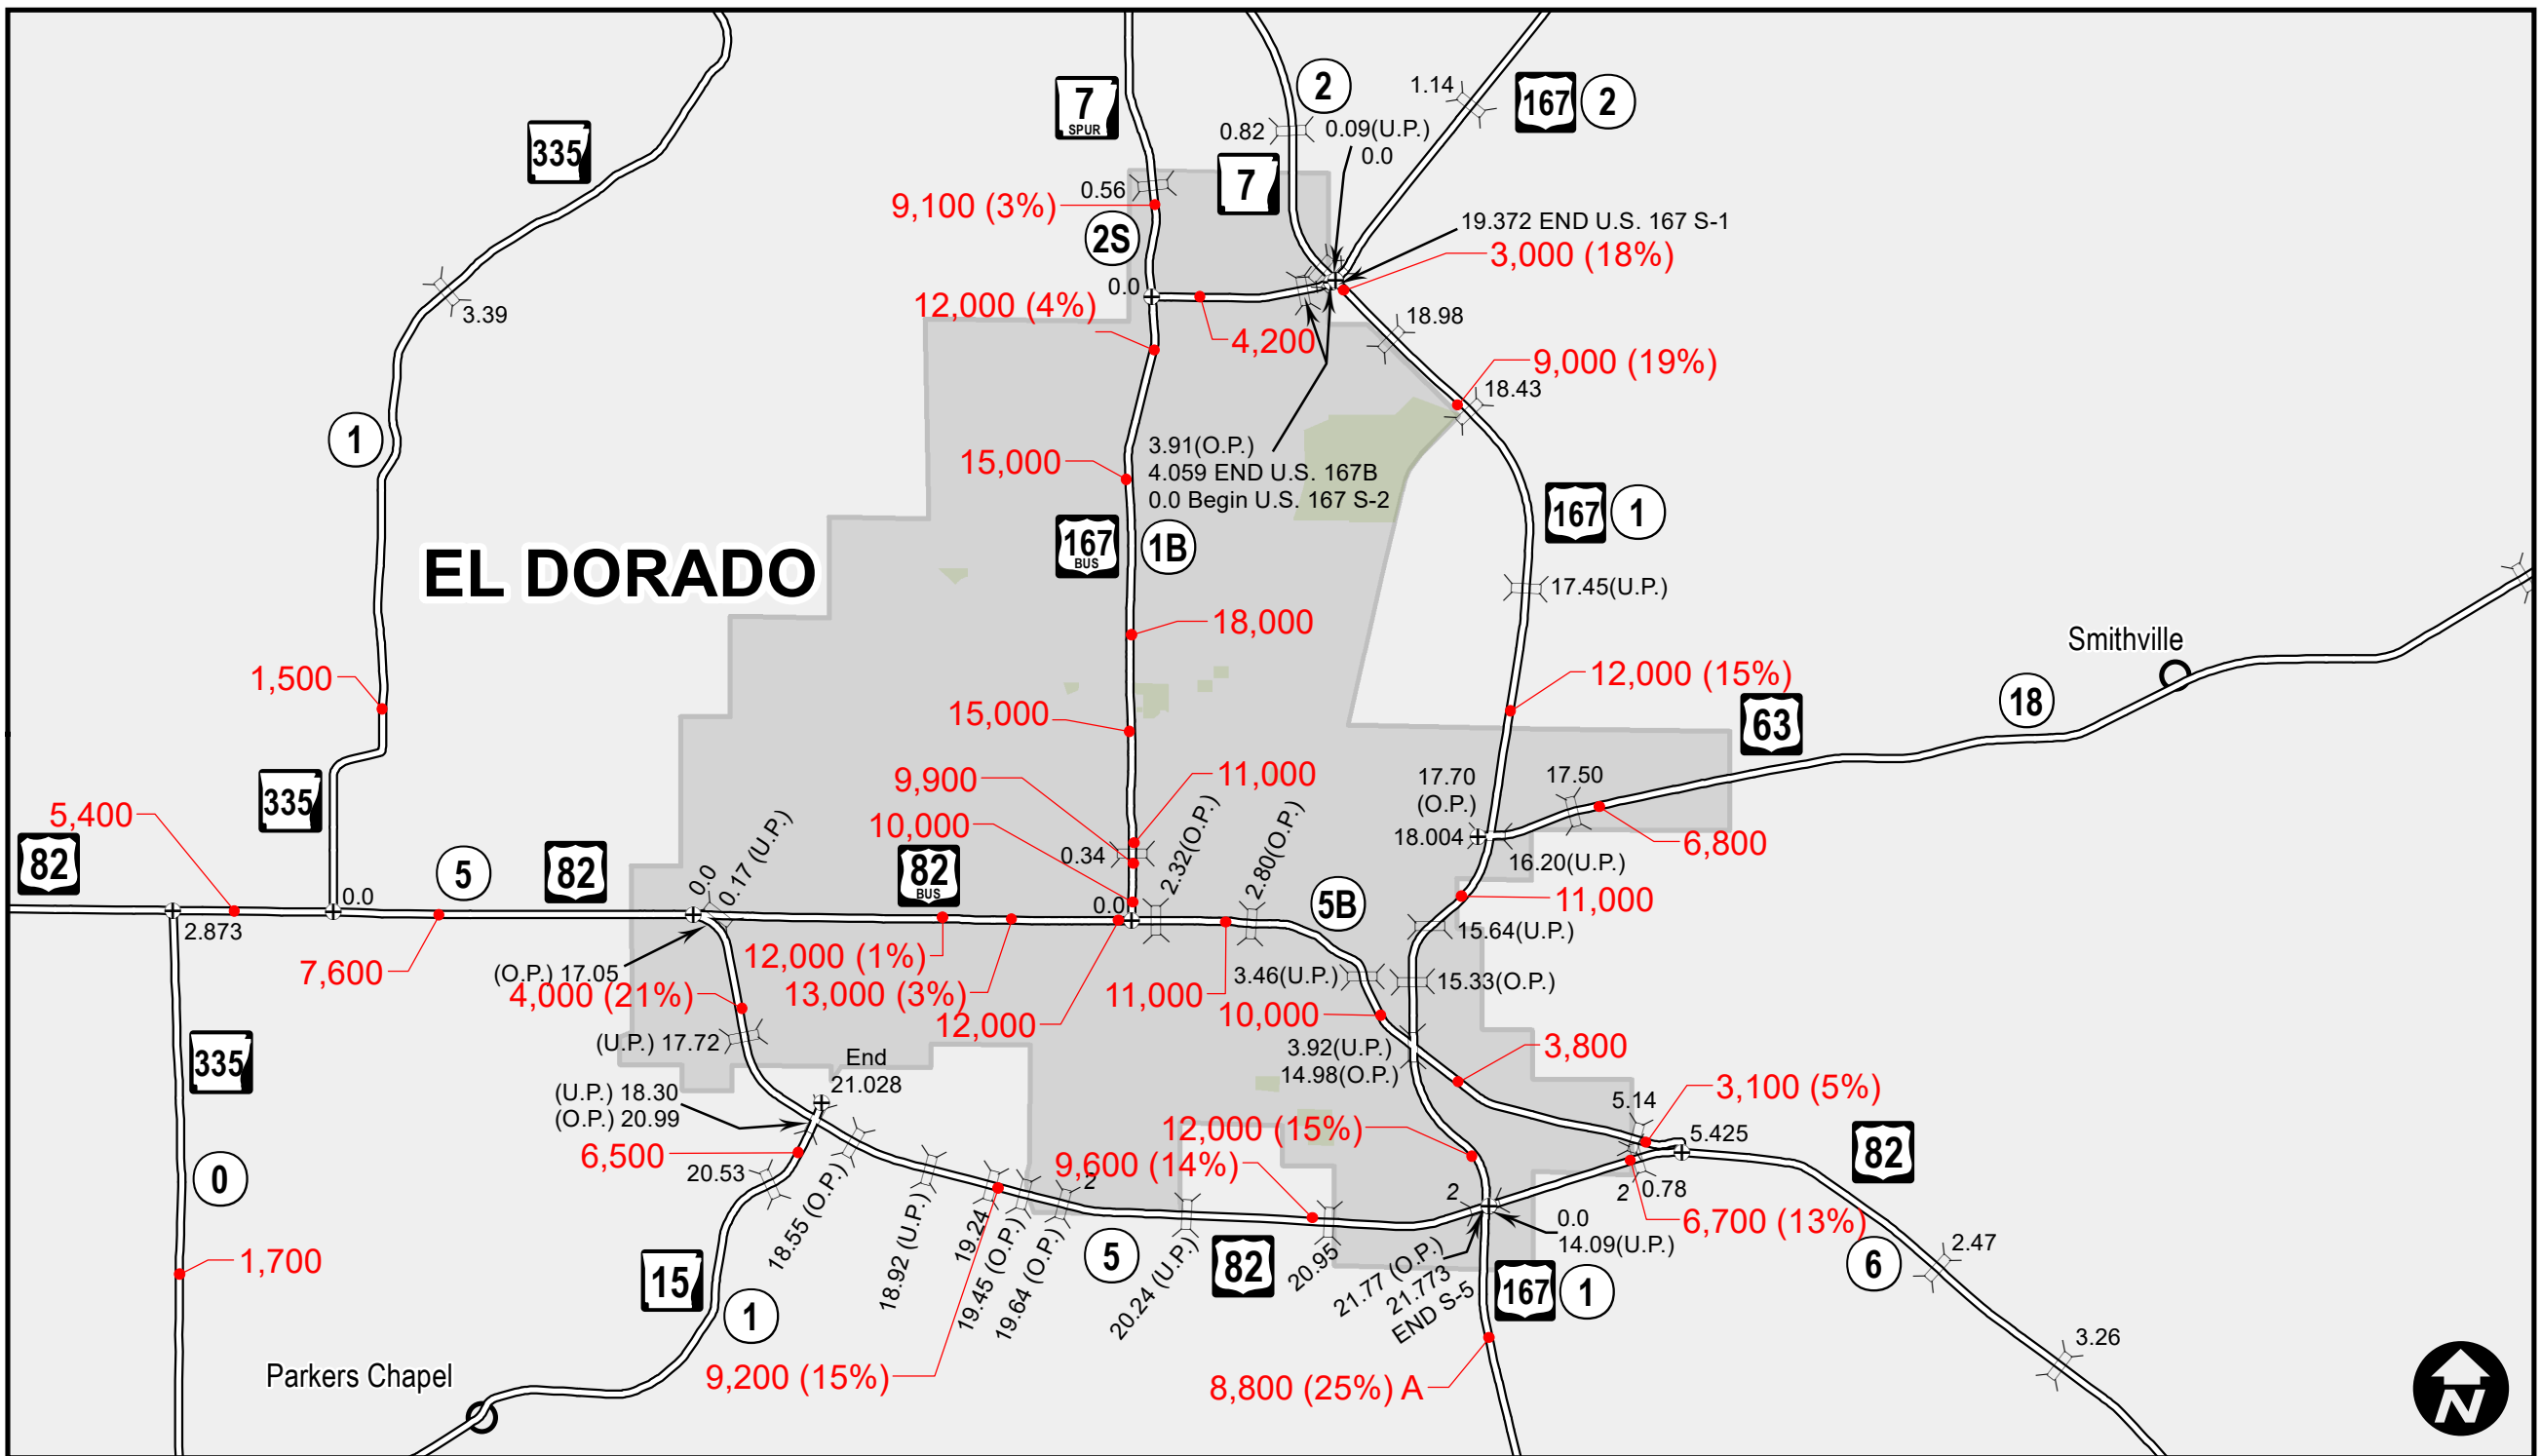 1.14
2
167
2
7
SPUR
0.82
0.09(U.P.)
0.0
335
7
0.56
9,100 (3%)
2S
19.372 END U.S. 167 S-1
3,000 (18%)
0.0
12,000 (4%)
3.39
18.98
4,200
9,000 (19%)
18.43
1
3.91(O.P.)
4.059 END U.S. 167B
0.0 Begin U.S. 167 S-2
15,000
167
1
167
BUS
1B
EL DORADO
17.45(U.P.)
18,000
Smithville
1,500
12,000 (15%)
18
15,000
63
9,900
11,000
17.70
(O.P.)
17.50
335
5,400
10,000
18.004
6,800
82
5
82
0.0
0.17 (U.P.)
82
BUS
0.34
2.32(O.P.)
2.80(O.P.)
16.20(U.P.)
0.0
0.0
5B
11,000
2.873
15.64(U.P.)
7,600
(O.P.) 17.05
12,000 (1%)
3.46(U.P.)
15.33(O.P.)
4,000 (21%)
13,000 (3%)
11,000
10,000
12,000
(U.P.) 17.72
3.92(U.P.)
14.98(O.P.)
3,800
335
End
21.028
(U.P.) 18.30
(O.P.) 20.99
5.14
3,100 (5%)
12,000 (15%)
5.425
82
6,500
9,600 (14%)
20.53
0
18.55 (O.P.)
18.92 (U.P.)
19.24
19.45 (O.P.)
19.64 (O.P.)
2
2
2
0.78
0.0
14.09(U.P.)
6,700 (13%)
2.47
1,700
15
5
20.24 (U.P.)
82
20.95
21.77 (O.P.)
21.773
END S-5
167
1
6
1
3.26
Parkers Chapel
9,200 (15%)
8,800 (25%) A
N